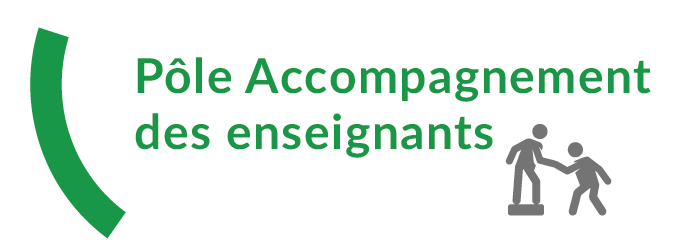 Pôle Accompagnement
des enseignants